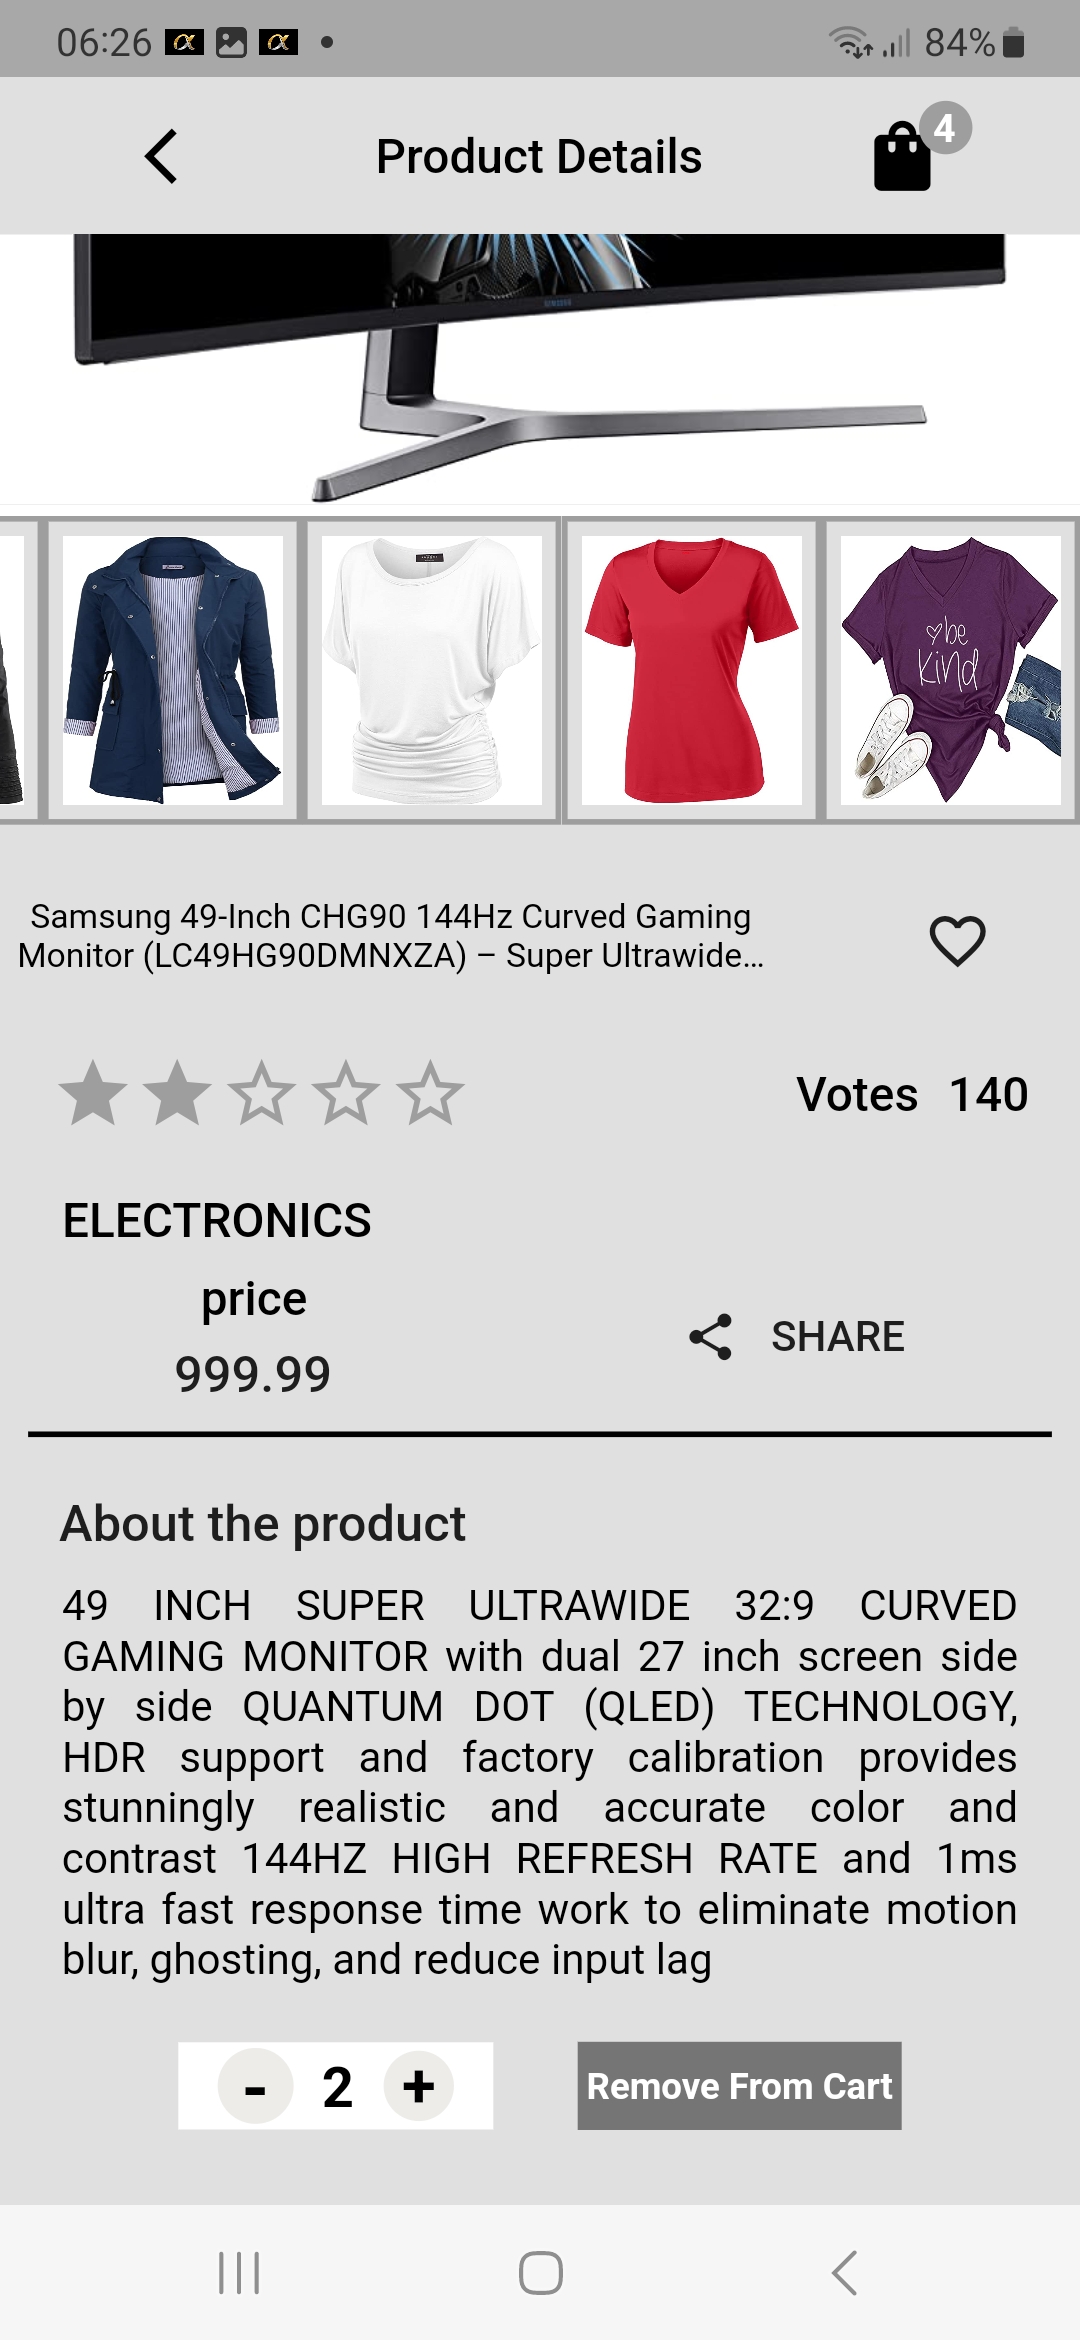 06:26
84%
Product Details
4
SAMSUNG
be
kind
Samsung 49-Inch CHG90 144Hz Curved Gaming
Monitor (LC49HG90DMNXZA) – Super Ultrawide...
Votes 140
ELECTRONICS
price
SHARE
999.99
About the product
49 INCH SUPER ULTRAWIDE 32:9 CURVED
GAMING MONITOR with dual 27 inch screen side
by side QUANTUM DOT (QLED) TECHNOLOGY,
HDR support and factory calibration provides
stunningly realistic and accurate color and
contrast 144HZ HIGH REFRESH RATE and 1ms
ultra fast response time work to eliminate motion
blur, ghosting, and reduce input lag
- 2 + Remove From Cart